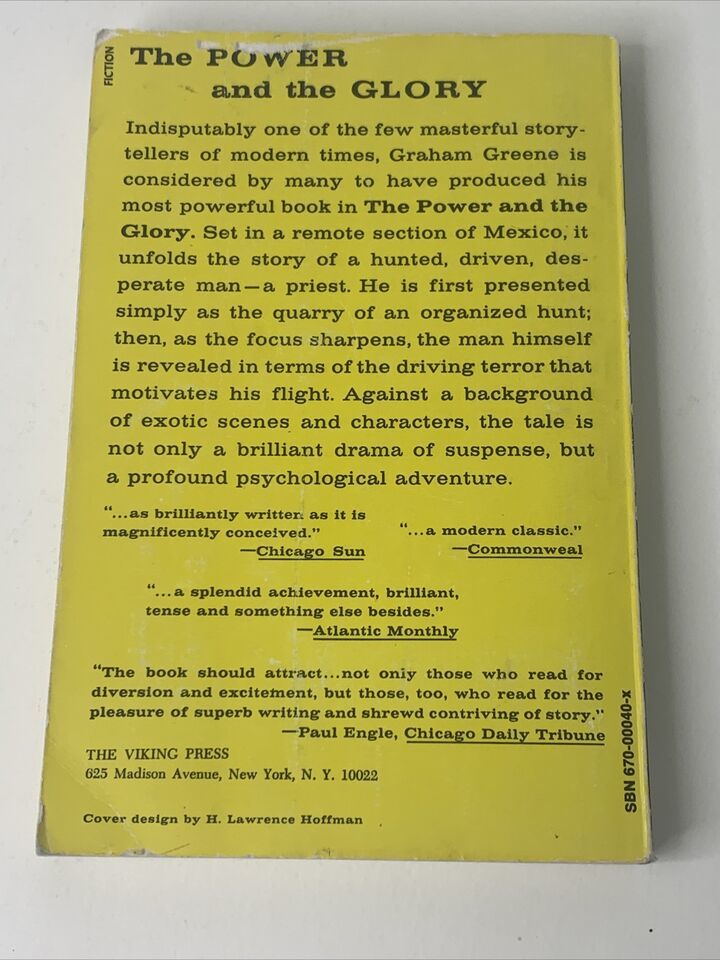 FICTION
The POWER
and the GLORY
Indisputably one of the few masterful story-
tellers of modern times, Graham Greene is
considered by many to have produced his
most powerful book in The Power and the
Glory. Set in a remote section of Mexico, it
unfolds the story of a hunted, driven, des-
perate man—a priest. He is first presented
simply as the quarry of an organized hunt;
then, as the focus sharpens, the man himself
is revealed in terms of the driving terror that
motivates his flight. Against a background
of exotic scenes and characters, the tale is
not only a brilliant drama of suspense, but
a profound psychological adventure.
“...as brilliantly written as it is
magnificently conceived.”
—Chicago Sun
“...a modern classic.”
—Commonweal
“...a splendid achievement, brilliant,
tense and something else besides.”
—Atlantic Monthly
“The book should attract...not only those who read for
diversion and excitement, but those, too, who read for the
pleasure of superb writing and shrewd contriving of story.”
—Paul Engle, Chicago Daily Tribune
THE VIKING PRESS
625 Madison Avenue, New York, N. Y. 10022
Cover design by H. Lawrence Hoffman
SBN 670-00040-x